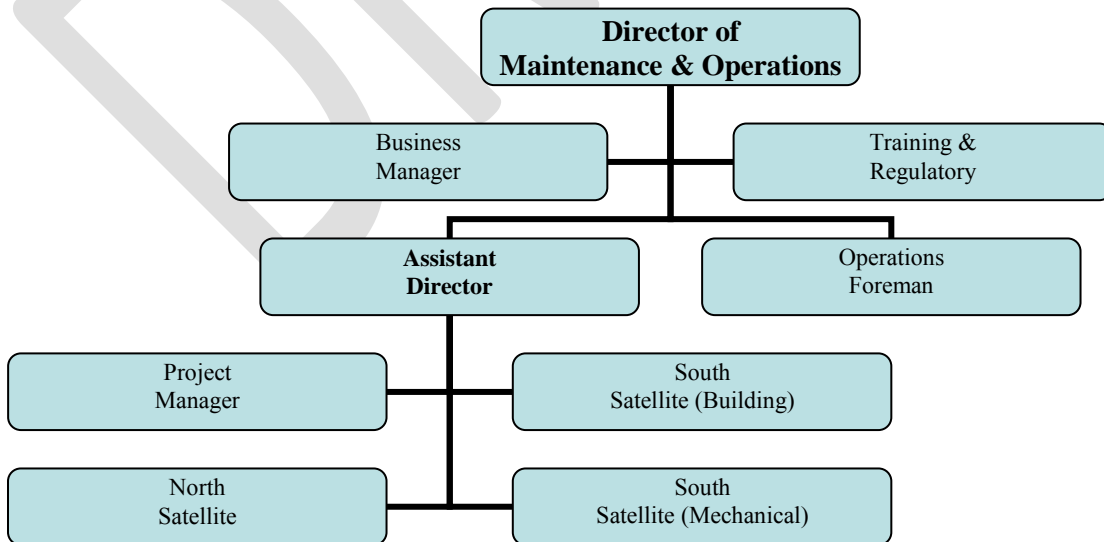 Director of
Maintenance & Operations
Business
Manager
Training &
Regulatory
Assistant
Director
Operations
Foreman
Project
Manager
South
Satellite (Building)
North
Satellite
South
Satellite (Mechanical)